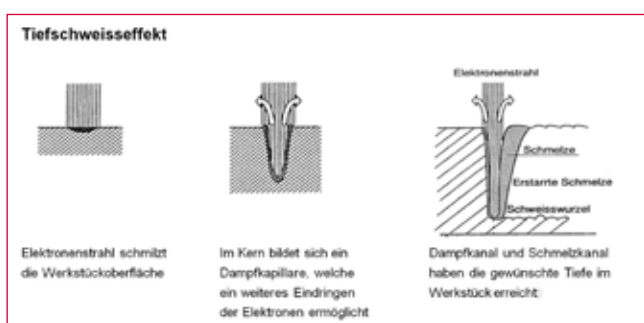 Tiefschweisseffekt
Elektronenstrahl
Schmelze
Erstarrte Schmelze
Schweisswurzel
Elektronenstrahl schmilzt
die Werkstückoberfläche
Im Kern bildet sich ein
Dampfkapillare, welche
ein weiteres Eindringen
der Elektronen ermöglicht
Dampfkanal und Schmelzkanal
haben die gewünschte Tiefe im
Werkstück erreicht.